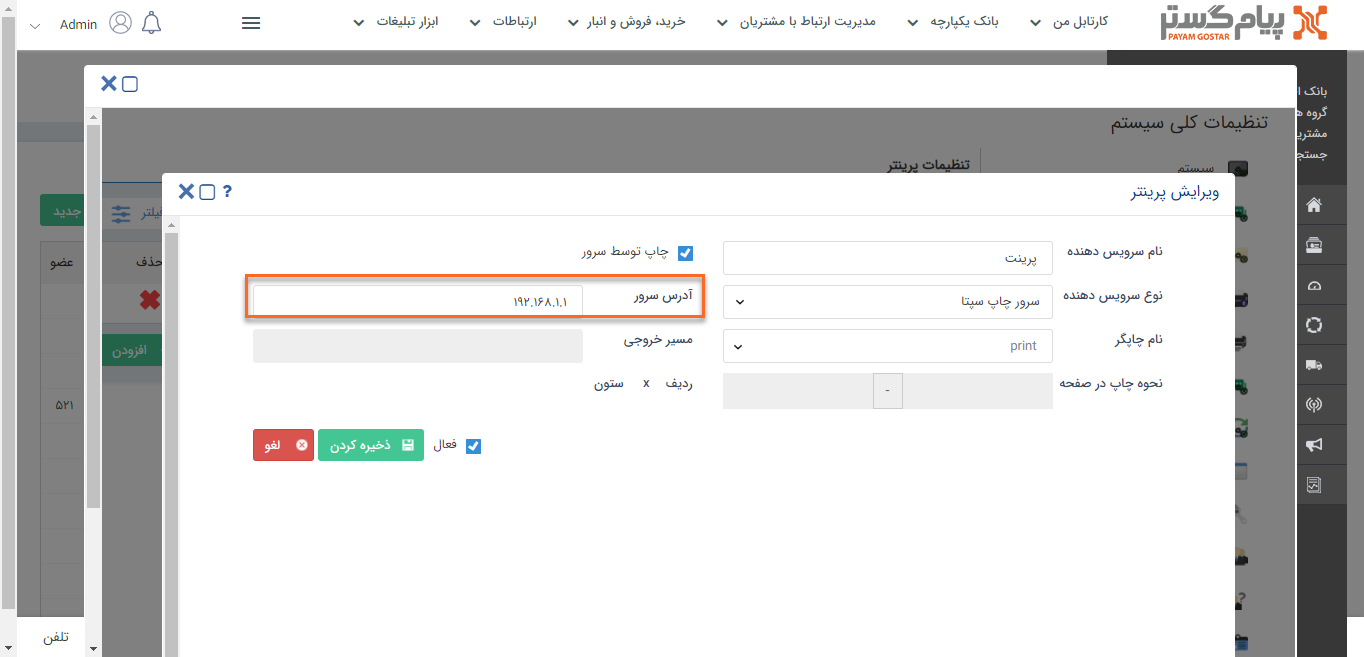 پیام گستر
PAYAM GOSTAR
کارتابل من
بانک یکپارچه
مدیریت ارتباط با مشتریان
خرید، فروش و انبار
ارتباطات
ابزار تبلیغات
Admin
بانک
گروه
جدید
عضو
۵۲۱
تلفن
تنظیمات کلی سیستم
سیستم
تنظیمات پرینتر
فیلتر
حذف
افزودن
ویرایش پرینتر
?
نام سرویس دهنده
پرینت
چاپ توسط سرور
نوع سرویس دهنده
سرور چاپ سپتا
آدرس سرور
۱۹۲.۱۶۸.۱.۱
نام چاپگر
print
مسیر خروجی
نحوه چاپ در صفحه
-
ردیف x ستون
فعال
ذخیره کردن
لغو